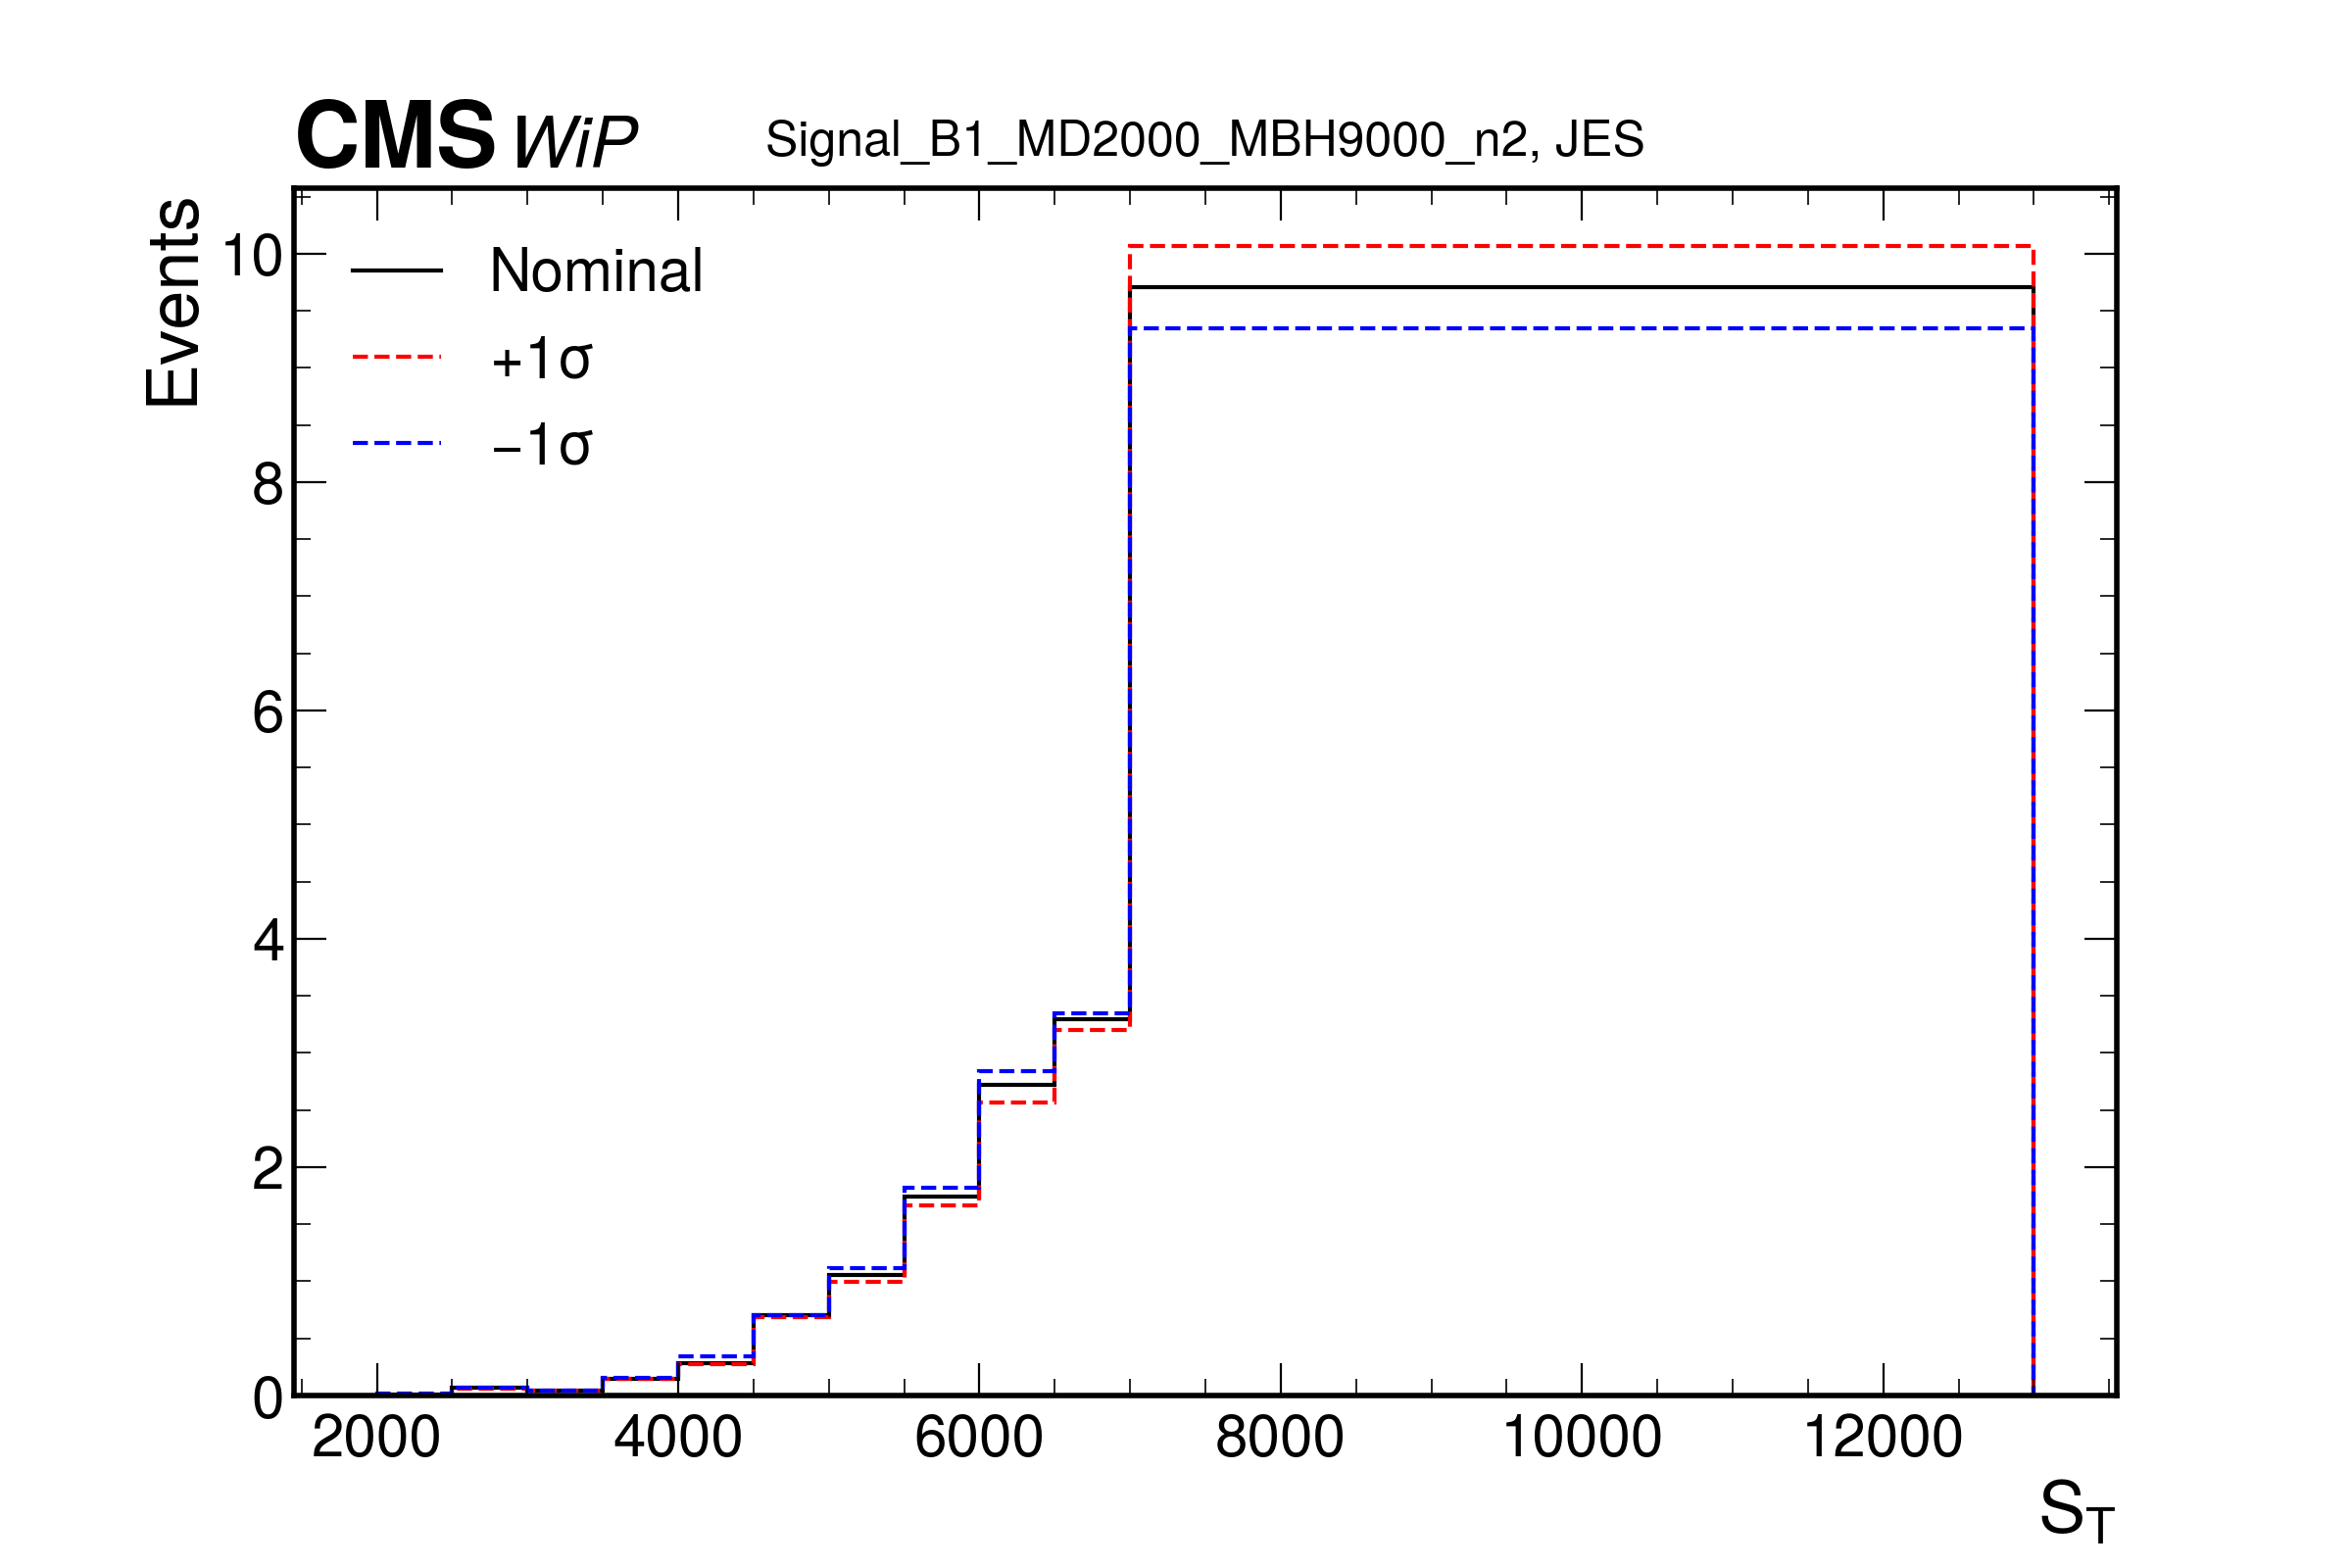 CMS WiP
Signal_B1_MD2000_MBH9000_n2, JES
Events
Nominal
+1σ
−1σ
10
8
6
4
2
0
2000 4000 6000 8000 10000 12000
S_T